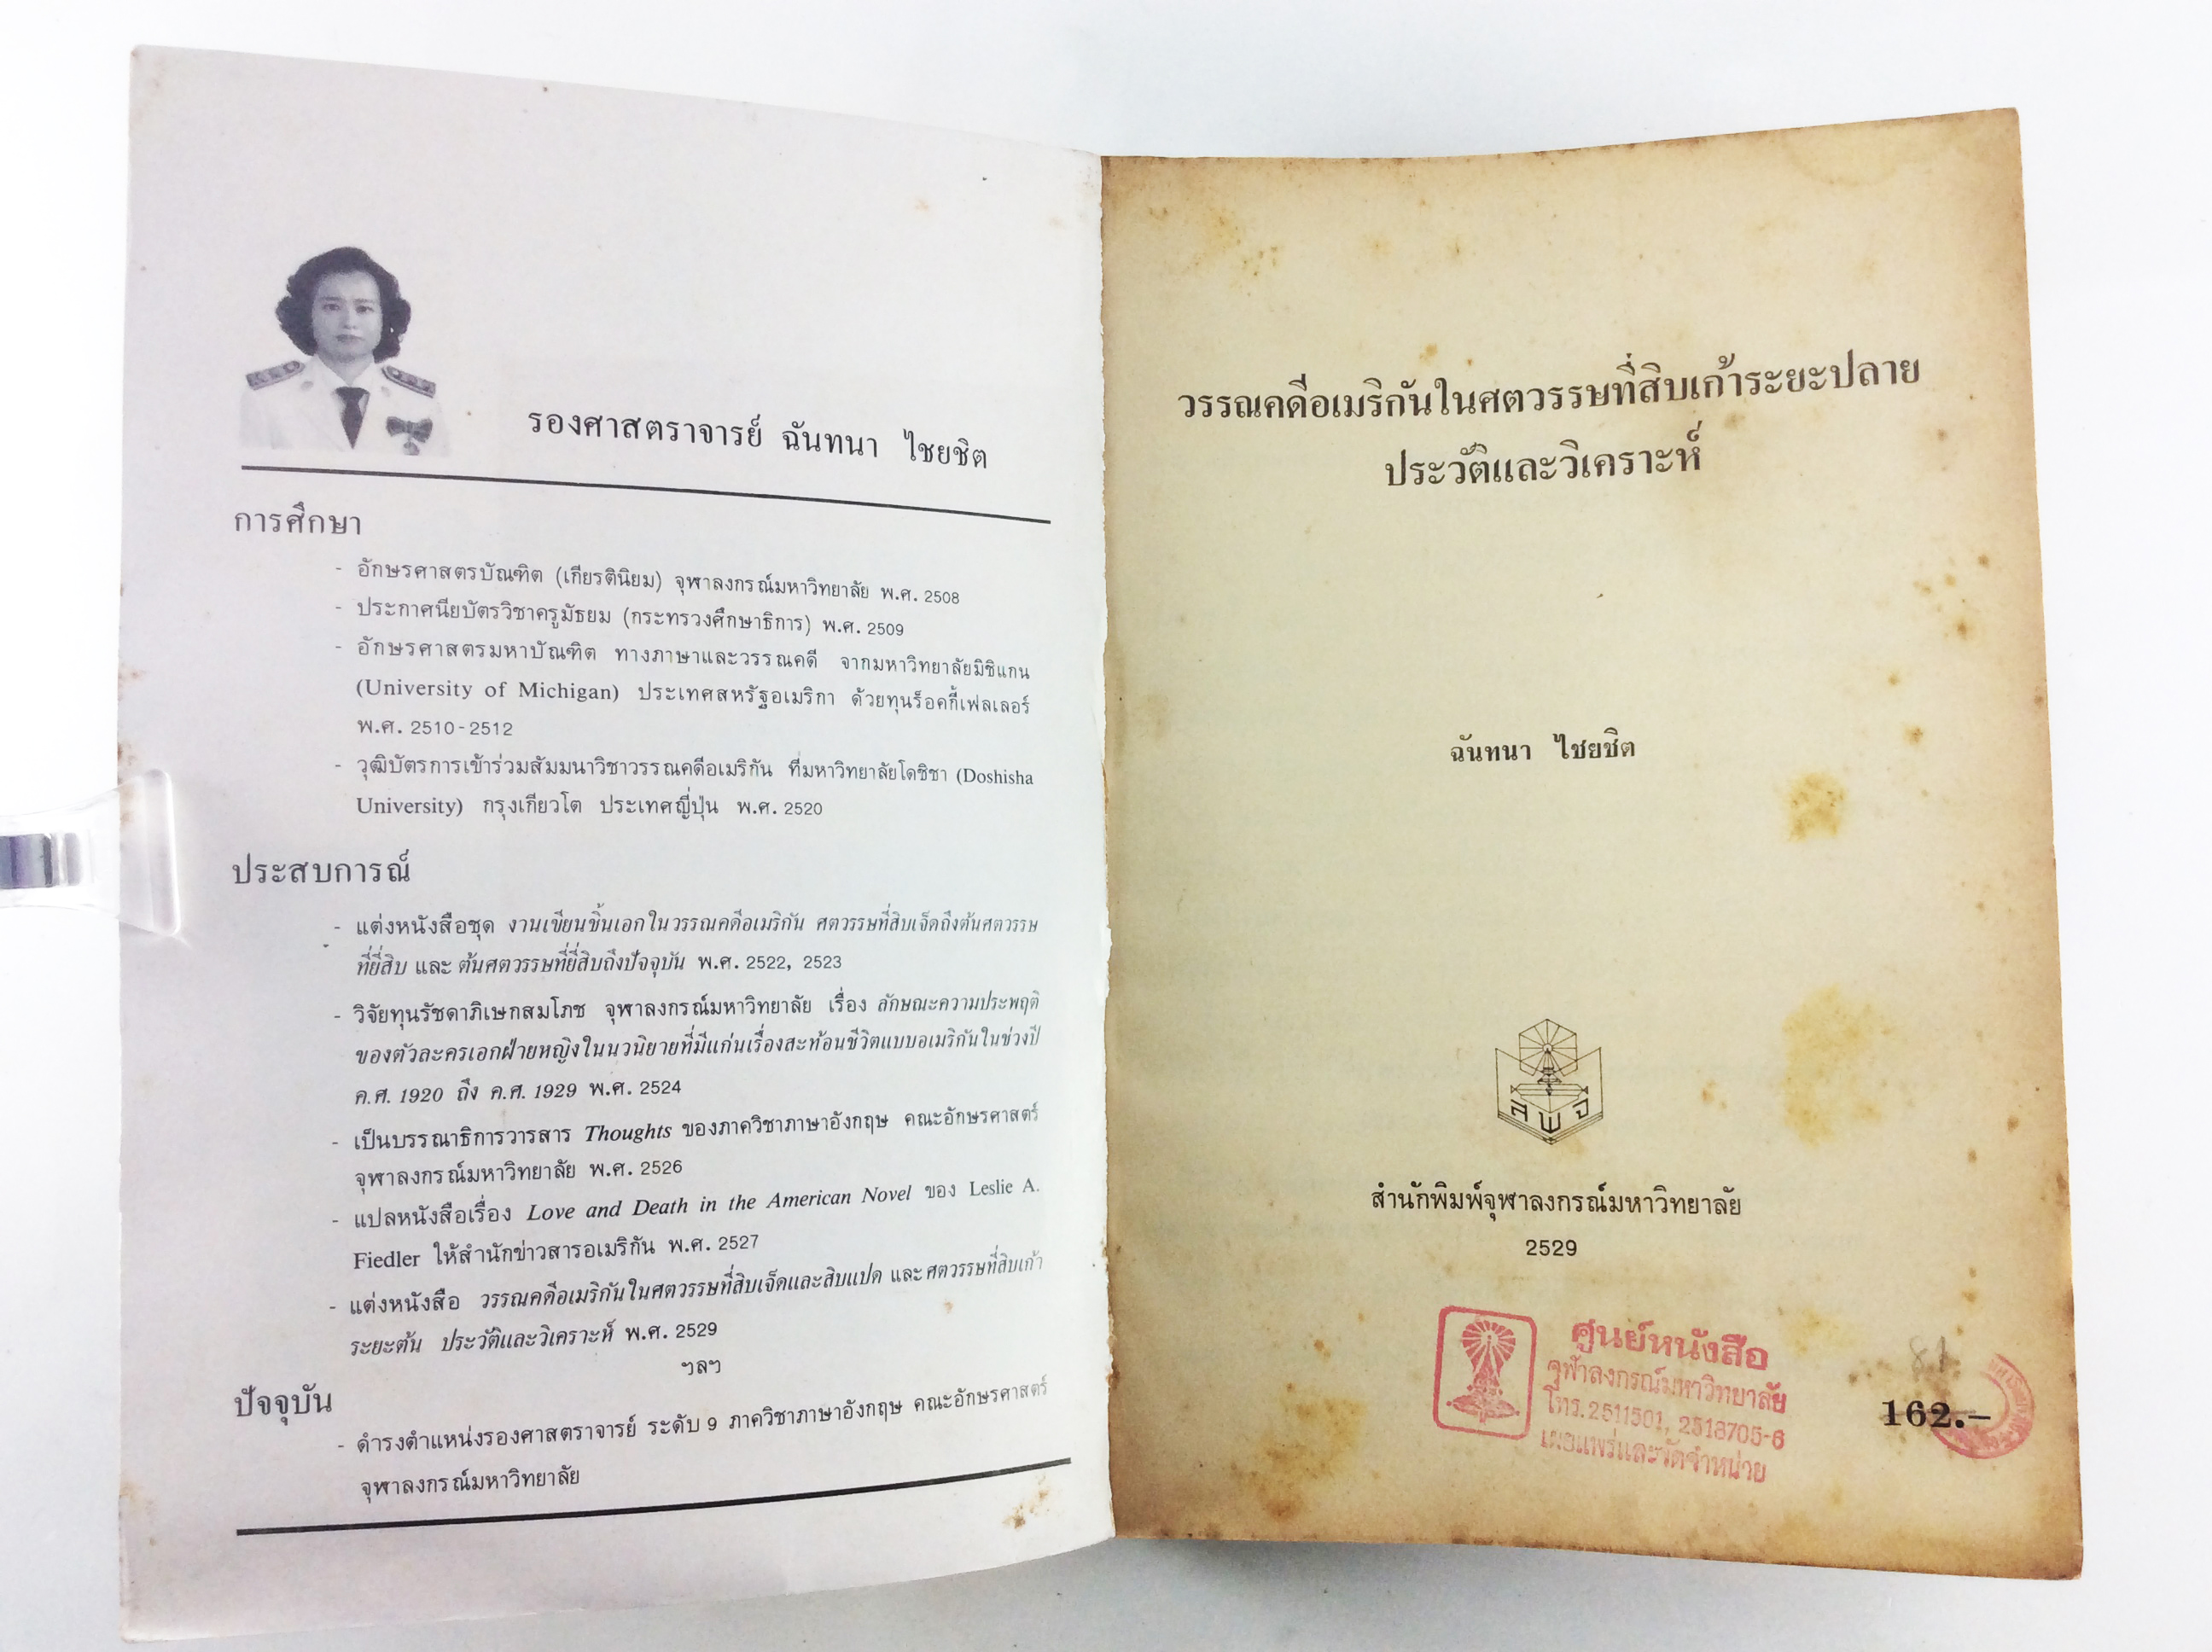 รองศาสตราจารย์ ฉันทนา ไชยชิต
การศึกษา
- อักษรศาสตรบัณฑิต (เกียรตินิยม) จุฬาลงกรณ์มหาวิทยาลัย พ.ศ. 2508
- ประกาศนียบัตรวิชาครูมัธยม (กระทรวงศึกษาธิการ) พ.ศ. 2509
- อักษรศาสตรมหาบัณฑิต ทางภาษาและวรรณคดี จากมหาวิทยาลัยมิชิแกน
(University of Michigan) ประเทศสหรัฐอเมริกา ด้วยทุนร็อคกี้เฟลเลอร์
พ.ศ. 2510-2512
- วุฒิบัตรการเข้าร่วมสัมมนาวิชาวรรณคดีอเมริกัน ที่มหาวิทยาลัยโดชิชา (Doshisha
University) กรุงเกียวโต ประเทศญี่ปุ่น พ.ศ. 2520
ประสบการณ์
- แต่งหนังสือชุด งานเขียนชิ้นเอกในวรรณคดีอเมริกัน ศตวรรษที่สิบเจ็ดถึงต้นศตวรรษ
ที่ยี่สิบ และ ต้นศตวรรษที่ยี่สิบถึงปัจจุบัน พ.ศ. 2522, 2523
- วิจัยทุนรัชดาภิเษกสมโภช จุฬาลงกรณ์มหาวิทยาลัย เรื่อง ลักษณะความประพฤติ
ของตัวละครเอกฝ่ายหญิงในนวนิยายที่มีแก่นเรื่องสะท้อนชีวิตแบบอเมริกันในช่วงปี
ค.ศ. 1920 ถึง ค.ศ. 1929 พ.ศ. 2524
- เป็นบรรณาธิการวารสาร Thoughts ของภาควิชาภาษาอังกฤษ คณะอักษรศาสตร์
จุฬาลงกรณ์มหาวิทยาลัย พ.ศ. 2526
- แปลหนังสือเรื่อง Love and Death in the American Novel ของ Leslie A.
Fiedler ให้สำนักข่าวสารอเมริกัน พ.ศ. 2527
- แต่งหนังสือ วรรณคดีอเมริกันในศตวรรษที่สิบเจ็ดและสิบแปด และศตวรรษที่สิบเก้า
ระยะต้น ประวัติและวิเคราะห์ พ.ศ. 2529
ฯลฯ
ปัจจุบัน
- ดำรงตำแหน่งรองศาสตราจารย์ ระดับ 9 ภาควิชาภาษาอังกฤษ คณะอักษรศาสตร์
จุฬาลงกรณ์มหาวิทยาลัย
วรรณคดีอเมริกันในศตวรรษที่สิบเก้าระยะปลาย
ประวัติและวิเคราะห์
ฉันทนา ไชยชิต
สพจ
สำนักพิมพ์จุฬาลงกรณ์มหาวิทยาลัย
2529
ศูนย์หนังสือ
จุฬาลงกรณ์มหาวิทยาลัย
โทร. 2511501, 2518705-6
เผยแพร่และจัดจำหน่าย
81
162.-